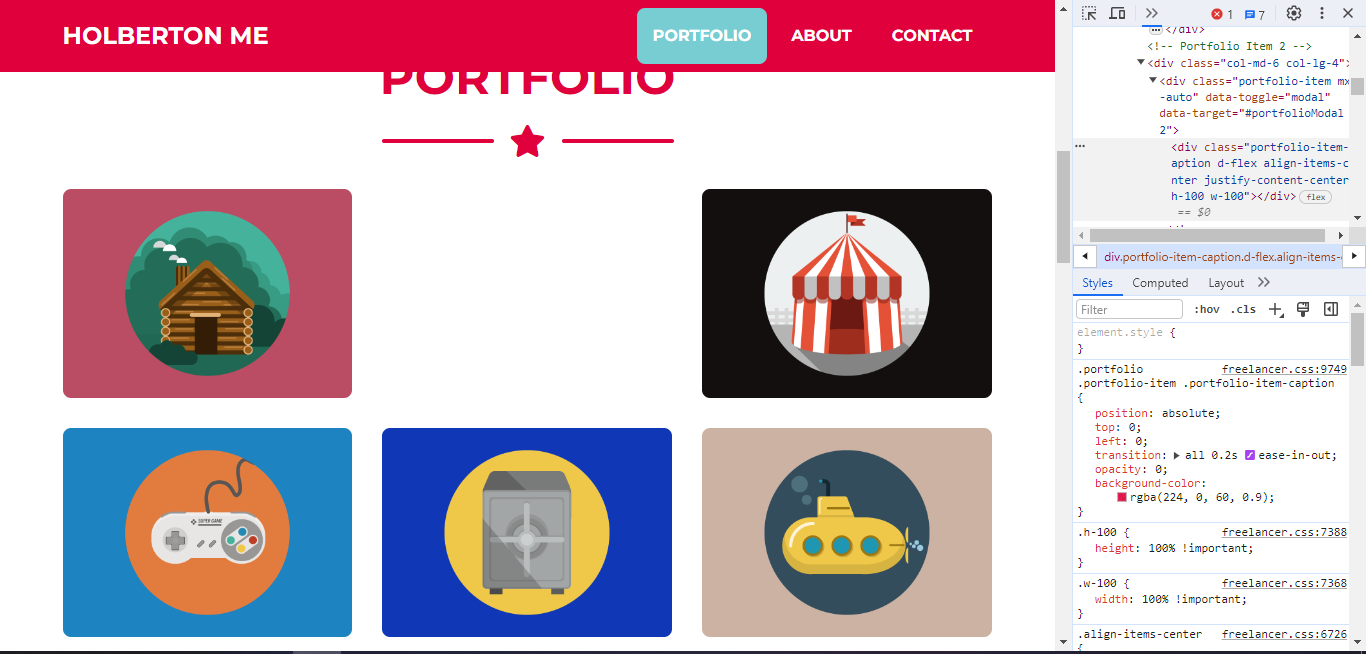 HOLBERTON ME
PORTFOLIO
ABOUT
CONTACT
PORTFOLIO
SUPER GAME
1
7
</div>
<!-- Portfolio Item 2 -->
<div class="col-md-6 col-lg-4">
<div class="portfolio-item mx
-auto" data-toggle="modal"
data-target="#portfolioModal
2">
<div class="portfolio-item-
aption d-flex align-items-c
nter justify-content-center
h-100 w-100"></div> flex
== $0
div.portfolio-item-caption.d-flex.align-items-
Styles
Computed
Layout
Filter
:hov
.cls
element.style {
}
.portfolio
freelancer.css:9749
.portfolio-item .portfolio-item-caption
{
position: absolute;
top: 0;
left: 0;
transition: all 0.2s ease-in-out;
opacity: 0;
background-color:
rgba(224, 0, 60, 0.9);
}
.h-100 {
freelancer.css:7388
height: 100% !important;
}
.w-100 {
freelancer.css:7368
width: 100% !important;
}
.align-items-center
freelancer.css:6726
{